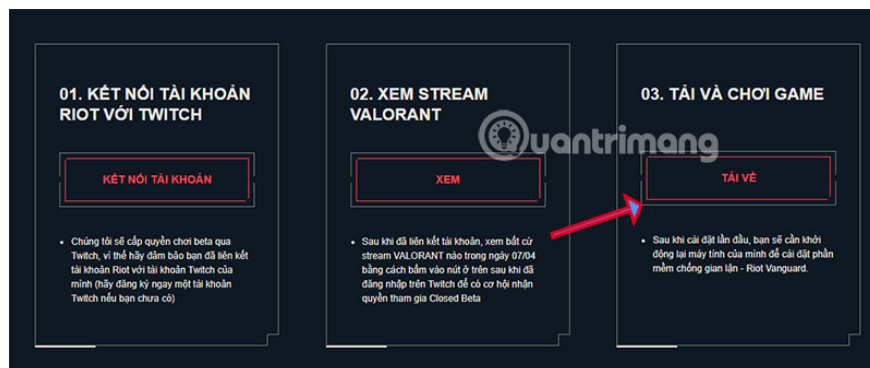 01. KẾT NỐI TÀI KHOẢN
RIOT VỚI TWITCH
KẾT NỐI TÀI KHOẢN
• Chúng tôi sẽ cấp quyền chơi beta qua
Twitch, vì thế hãy đảm bảo bạn đã liên kết
tài khoản Riot với tài khoản Twitch của
mình (hãy đăng ký ngay một tài khoản
Twitch nếu bạn chưa có)
02. XEM STREAM
VALORANT
XEM
• Sau khi đã liên kết tài khoản, xem bất cứ
stream VALORANT nào trong ngày 07/04
bằng cách bấm vào nút ở trên sau khi đã
đăng nhập trên Twitch để có cơ hội nhận
quyền tham gia Closed Beta
03. TẢI VÀ CHƠI GAME
TẢI VỀ
• Sau khi cài đặt lần đầu, bạn sẽ cần khởi
động lại máy tính của mình để cài đặt phần
mềm chống gian lận - Riot Vanguard.
Quantrimang